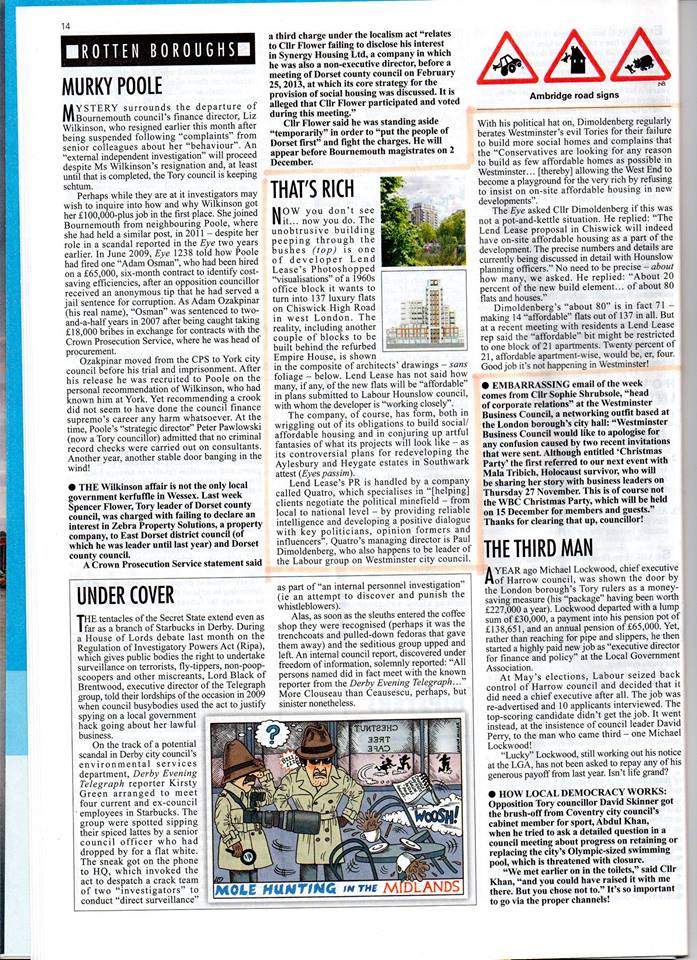 14
ROTTEN BOROUGHS
MURKY POOLE
MYSTERY surrounds the departure of
Bournemouth council's finance director, Liz
Wilkinson, who resigned earlier this month after
being suspended following "complaints" from
senior colleagues about her "behaviour". An
"external independent investigation" will proceed
despite Ms Wilkinson's resignation and, at least
until that is completed, the Tory council is keeping
schtum.
Perhaps while they are at it investigators may
wish to inquire into how and why Wilkinson got
her £100,000-plus job in the first place. She joined
Bournemouth from neighbouring Poole, where
she had held a similar post, in 2011 – despite her
role in a scandal reported in the Eye two years
earlier. In June 2009, Eye 1238 told how Poole
had fired one "Adam Osman", who had been hired
on a £65,000, six-month contract to identify cost-
saving efficiencies, after an opposition councillor
received an anonymous tip that he had served a
jail sentence for corruption. As Adam Ozakpinar
(his real name), "Osman" was sentenced to two-
and-a-half years in 2007 after being caught taking
£18,000 bribes in exchange for contracts with the
Crown Prosecution Service, where he was head of
procurement.
Ozakpinar moved from the CPS to York city
council before his trial and imprisonment. After
his release he was recruited to Poole on the
personal recommendation of Wilkinson, who had
known him at York. Yet recommending a crook
did not seem to have done the council finance
supremo's career any harm whatsoever. At the
time, Poole's "strategic director" Peter Pawlowski
(now a Tory councillor) admitted that no criminal
record checks were carried out on consultants.
Another year, another stable door banging in the
wind!
● THE Wilkinson affair is not the only local
government kerfuffle in Wessex. Last week
Spencer Flower, Tory leader of Dorset county
council, was charged with failing to declare an
interest in Zebra Property Solutions, a property
company, to East Dorset district council (of
which he was leader until last year) and Dorset
county council.
A Crown Prosecution Service statement said
a third charge under the localism act "relates
to Cllr Flower failing to disclose his interest
in Synergy Housing Ltd, a company in which
he was also a non-executive director, before a
meeting of Dorset county council on February
25, 2013, at which its core strategy for the
provision of social housing was discussed. It is
alleged that Cllr Flower participated and voted
during this meeting."
Cllr Flower said he was standing aside
"temporarily" in order to "put the people of
Dorset first" and fight the charges. He will
appear before Bournemouth magistrates on 2
December.
THAT'S RICH
NOW you don't see
it… now you do. The
unobtrusive building
peeping through the
bushes (top) is one
of developer Lend
Lease's Photoshopped
"visualisations" of a 1960s
office block it wants to
turn into 137 luxury flats
on Chiswick High Road
in west London. The
reality, including another
couple of blocks to be
built behind the refurbed
Empire House, is shown
in the composite of architects' drawings – sans
foliage – below. Lend Lease has not said how
many, if any, of the new flats will be "affordable"
in plans submitted to Labour Hounslow council,
with whom the developer is "working closely".
The company, of course, has form, both in
wriggling out of its obligations to build social/
affordable housing and in conjuring up artful
fantasies of what its projects will look like – as
its controversial plans for redeveloping the
Aylesbury and Heygate estates in Southwark
attest (Eyes passim).
Lend Lease's PR is handled by a company
called Quatro, which specialises in "[helping]
clients negotiate the political minefield – from
local to national level – by providing reliable
intelligence and developing a positive dialogue
with key politicians, opinion formers and
influencers". Quatro's managing director is Paul
Dimoldenberg, who also happens to be leader of
the Labour group on Westminster city council.
NB
Ambridge road signs
With his political hat on, Dimoldenberg regularly
berates Westminster's evil Tories for their failure
to build more social homes and complains that
the "Conservatives are looking for any reason
to build as few affordable homes as possible in
Westminster… [thereby] allowing the West End to
become a playground for the very rich by refusing
to insist on on-site affordable housing in new
developments".
The Eye asked Cllr Dimoldenberg if this was
not a pot-and-kettle situation. He replied: "The
Lend Lease proposal in Chiswick will indeed
have on-site affordable housing as a part of the
development. The precise numbers and details are
currently being discussed in detail with Hounslow
planning officers." No need to be precise – about
how many, we asked. He replied: "About 20
percent of the new build element… of about 80
flats and houses."
Dimolderberg's "about 80" is in fact 71 –
making 14 "affordable" flats out of 137 in all. But
at a recent meeting with residents a Lend Lease
rep said the "affordable" bit might be restricted
to one block of 21 apartments. Twenty percent of
21, affordable apartment-wise, would be, er, four.
Good job it's not happening in Westminster!
● EMBARRASSING email of the week
comes from Cllr Sophie Shrubsole, "head
of corporate relations" at the Westminster
Business Council, a networking outfit based at
the London borough's city hall: "Westminster
Business Council would like to apologise for
any confusion caused by two recent invitations
that were sent. Although entitled 'Christmas
Party' the first referred to our next event with
Mala Tribich, Holocaust survivor, who will
be sharing her story with business leaders on
Thursday 27 November. This is of course not
the WBC Christmas Party, which will be held
on 15 December for members and guests."
Thanks for clearing that up, councillor!
THE THIRD MAN
A YEAR ago Michael Lockwood, chief executive
of Harrow council, was shown the door by
the London borough's Tory rulers as a money-
saving measure (his "package" having been worth
£227,000 a year). Lockwood departed with a lump
sum of £30,000, a payment into his pension pot of
£138,651, and an annual pension of £65,000. Yet,
rather than reaching for pipe and slippers, he then
started a highly paid new job as "executive director
for finance and policy" at the Local Government
Association.
At May's elections, Labour seized back
control of Harrow council and decided that it
did need a chief executive after all. The job was
re-advertised and 10 applicants interviewed. The
top-scoring candidate didn't get the job. It went
instead, at the insistence of council leader David
Perry, to the man who came third – one Michael
Lockwood!
"Lucky" Lockwood, still working out his notice
at the LGA, has not been asked to repay any of his
generous payoff from last year. Isn't life grand?
● HOW LOCAL DEMOCRACY WORKS:
Opposition Tory councillor David Skinner got
the brush-off from Coventry city council's
cabinet member for sport, Abdul Khan,
when he tried to ask a detailed question in a
council meeting about progress on retaining or
replacing the city's Olympic-sized swimming
pool, which is threatened with closure.
"We met earlier on in the toilets," said Cllr
Khan, "and you could have raised it with me
there. But you chose not to." It's so important
to go via the proper channels!
UNDER COVER
THE tentacles of the Secret State extend even as
far as a branch of Starbucks in Derby. During
a House of Lords debate last month on the
Regulation of Investigatory Powers Act (Ripa),
which gives public bodies the right to undertake
surveillance on terrorists, fly-tippers, non-poop-
scoopers and other miscreants, Lord Black of
Brentwood, executive director of the Telegraph
group, told their lordships of the occasion in 2009
when council busybodies used the act to justify
spying on a local government
hack going about her lawful
business.
On the track of a potential
scandal in Derby city council's
environmental services
department, Derby Evening
Telegraph reporter Kirsty
Green arranged to meet
four current and ex-council
employees in Starbucks. The
group were spotted sipping
their spiced lattes by a senior
council officer who had
dropped by for a flat white.
The sneak got on the phone
to HQ, which invoked the
act to despatch a crack team
of two "investigators" to
conduct "direct surveillance"
as part of "an internal personnel investigation"
(ie an attempt to discover and punish the
whistleblowers).
Alas, as soon as the sleuths entered the coffee
shop they were recognised (perhaps it was the
trenchcoats and pulled-down fedoras that gave
them away) and the seditious group upped and
left. An internal council report, discovered under
freedom of information, solemnly reported: "All
persons named did in fact meet with the known
reporter from the Derby Evening Telegraph…"
More Clouseau than Ceausescu, perhaps, but
sinister nonetheless.
?
CHESTNUT
TREE
CAFE
WOOSH!
MOLE HUNTING IN THE MIDLANDS